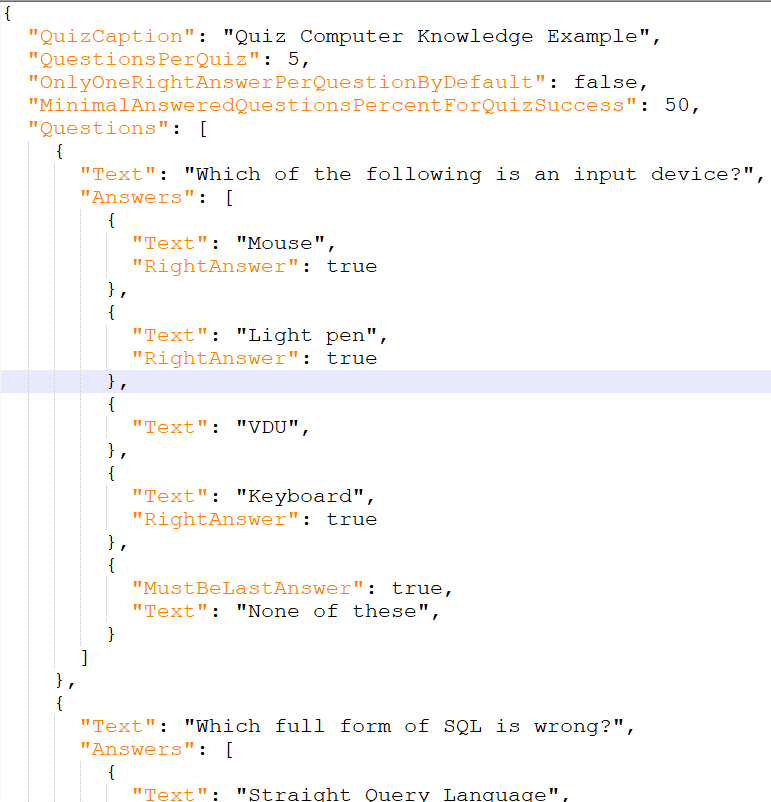 {
"QuizCaption": "Quiz Computer Knowledge Example",
"QuestionsPerQuiz": 5,
"OnlyOneRightAnswerPerQuestionByDefault": false,
"MinimalAnsweredQuestionsPercentForQuizSuccess": 50,
"Questions": [
{
"Text": "Which of the following is an input device?",
"Answers": [
{
"Text": "Mouse",
"RightAnswer": true
},
{
"Text": "Light pen",
"RightAnswer": true
},
{
"Text": "VDU",
},
{
"Text": "Keyboard",
"RightAnswer": true
},
{
"MustBeLastAnswer": true,
"Text": "None of these",
}
]
},
{
"Text": "Which full form of SQL is wrong?",
"Answers": [
{
"Text": "Straight Query Language",